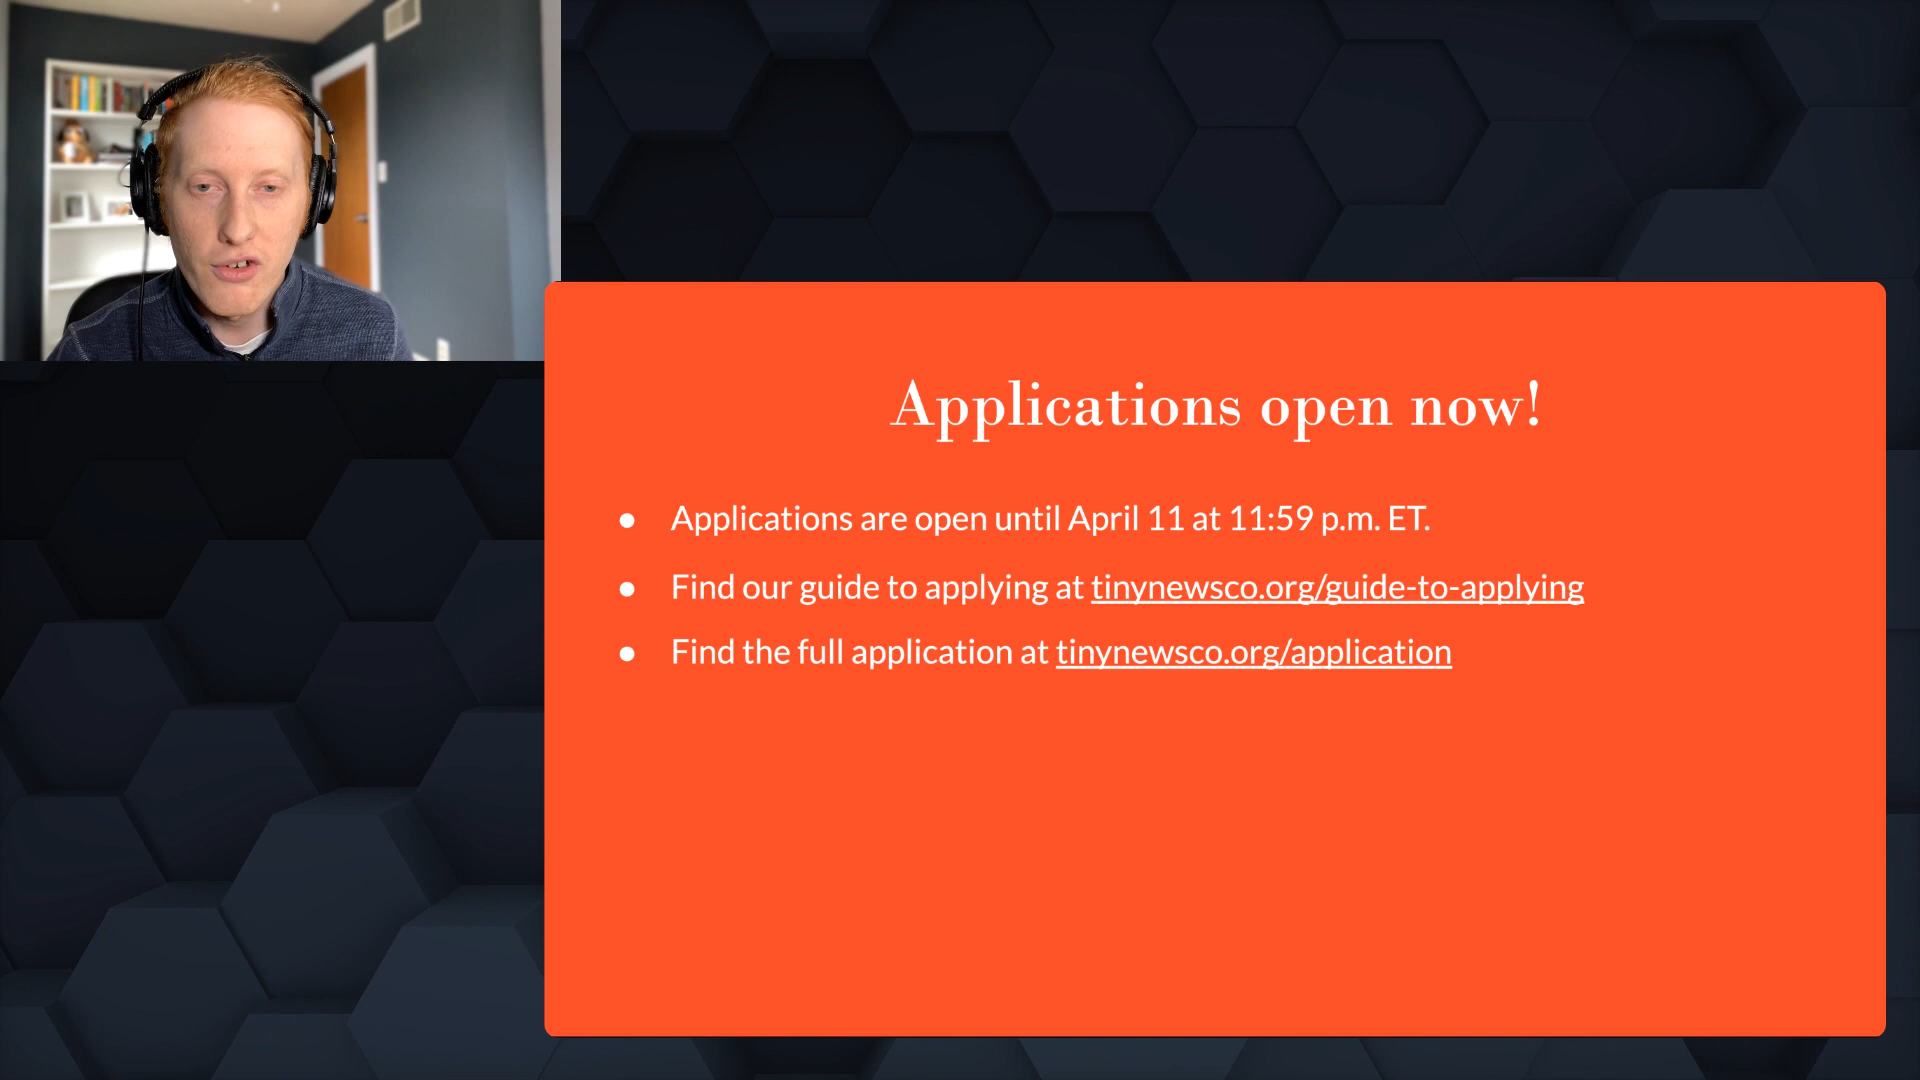 Applications open now!
● Applications are open until April 11 at 11:59 p.m. ET.
● Find our guide to applying at tinynewsco.org/guide-to-applying
● Find the full application at tinynewsco.org/application